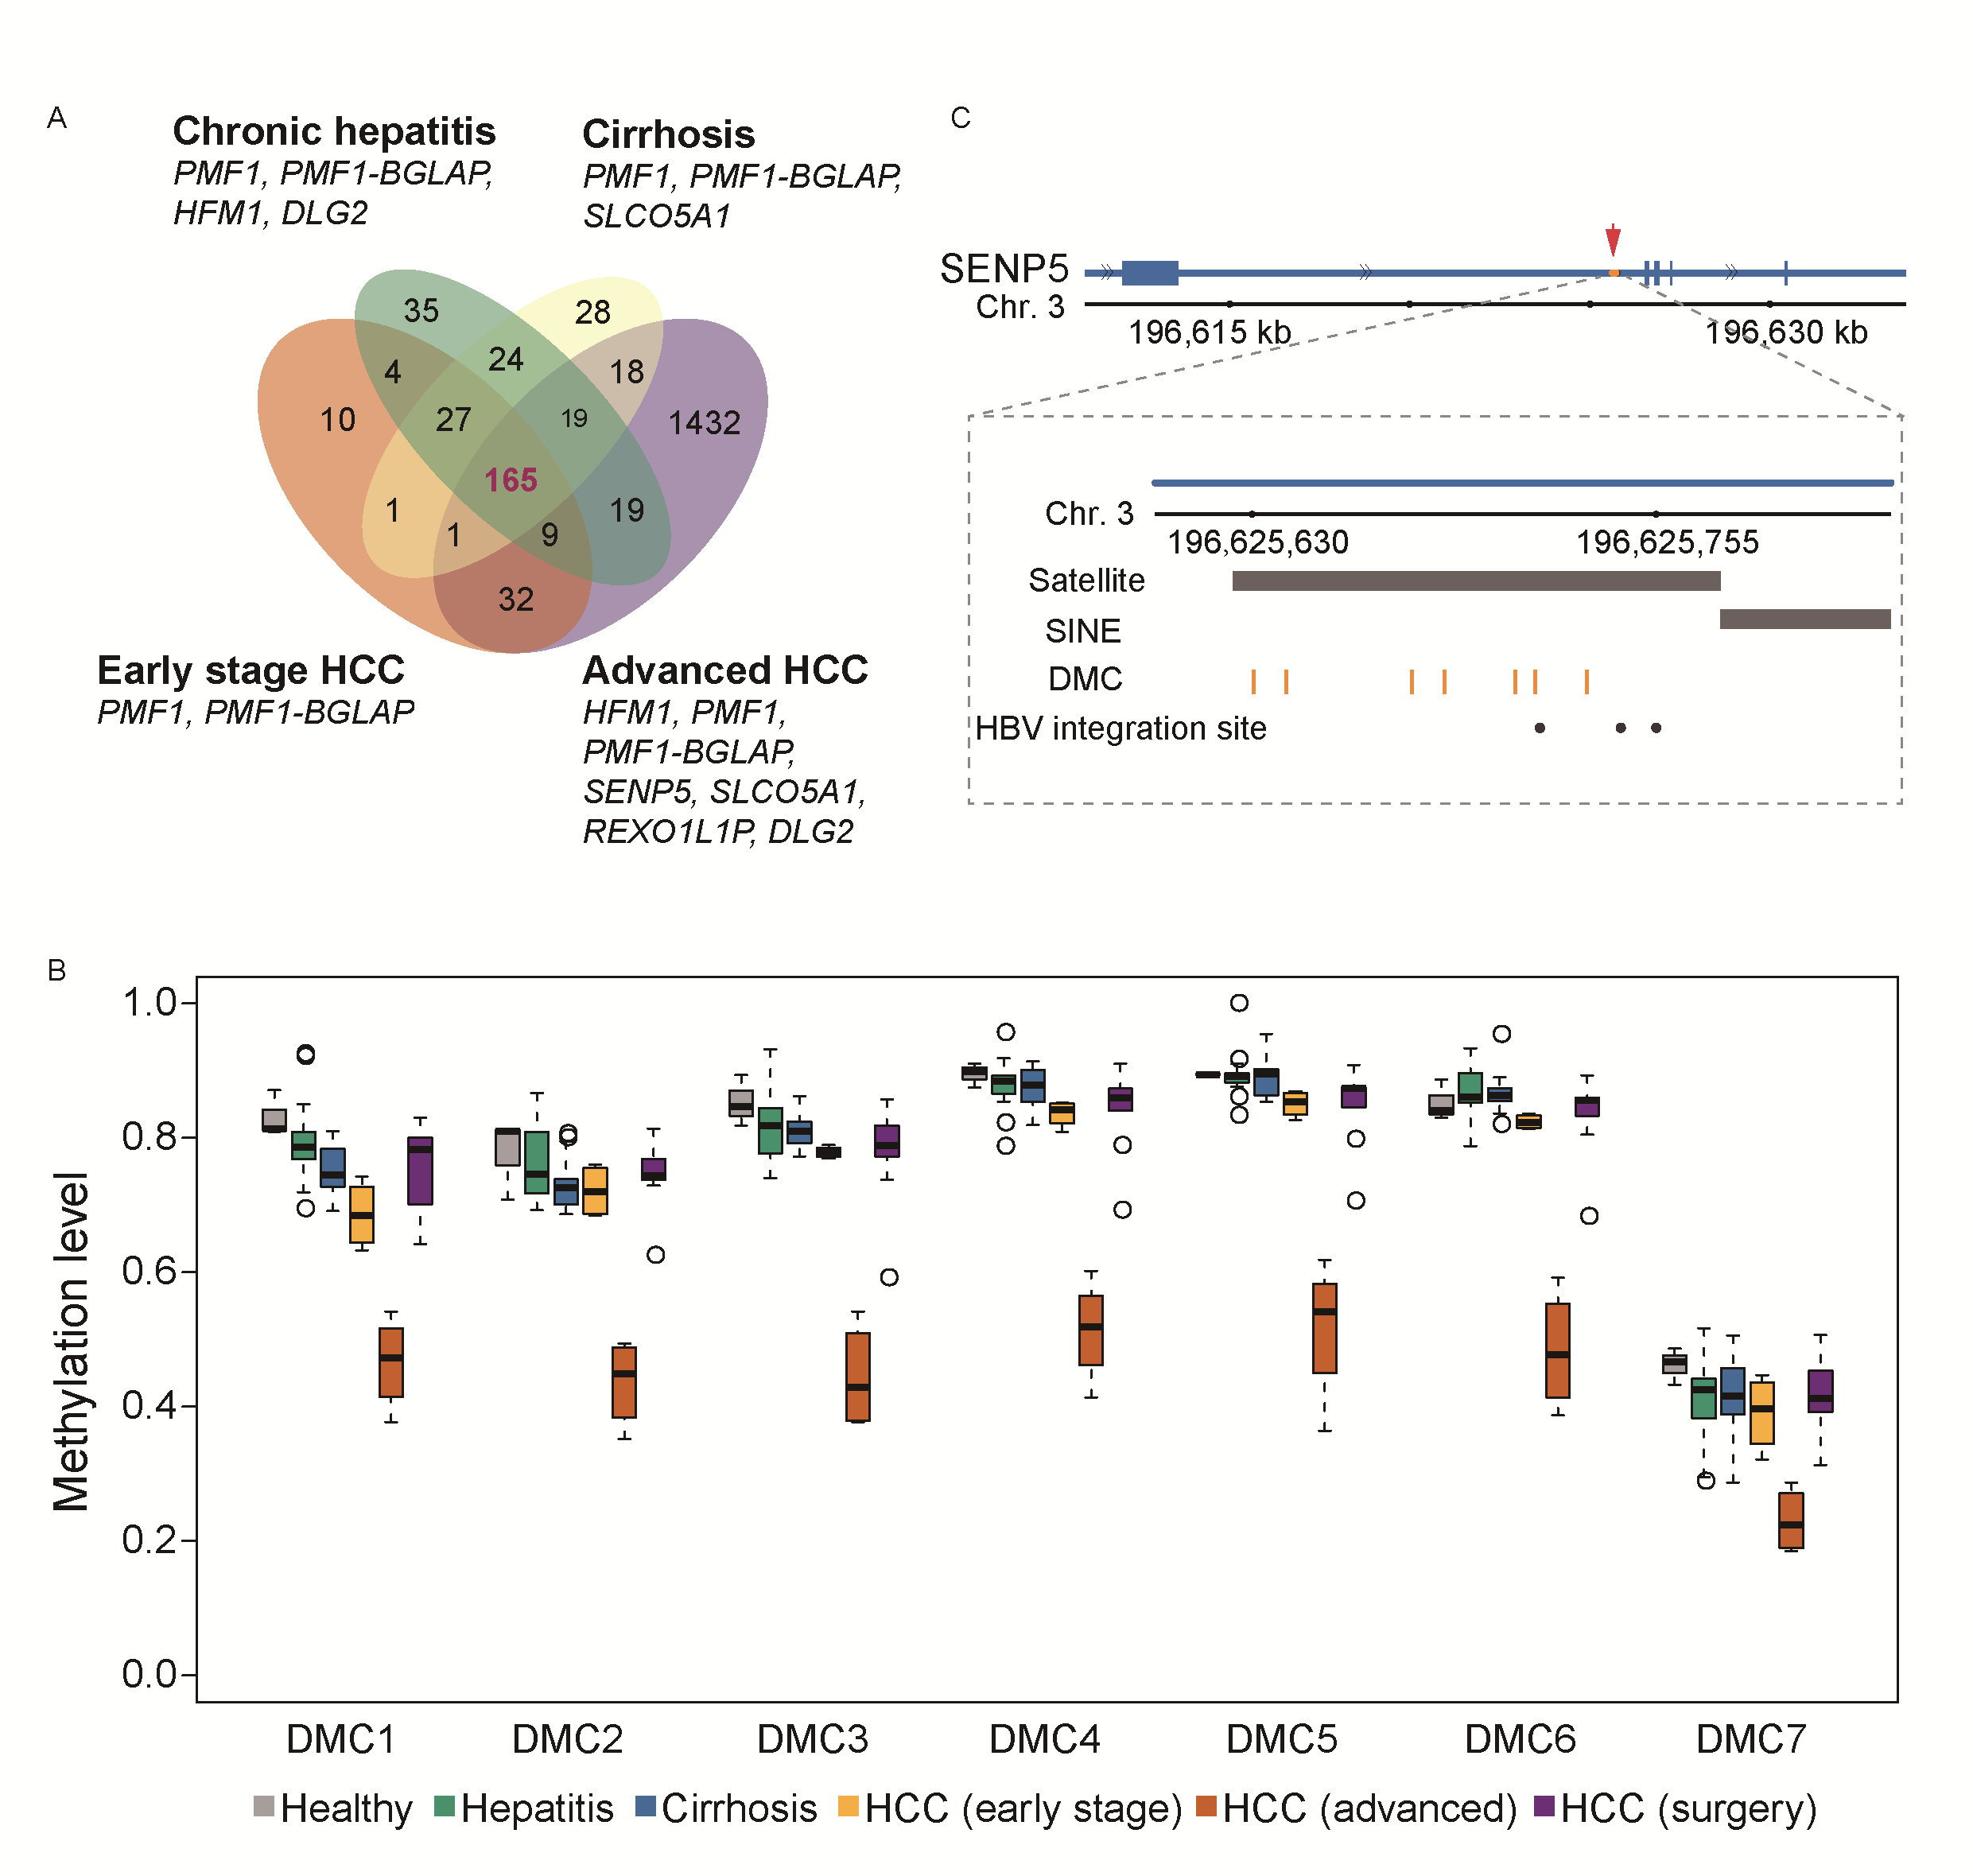 A
Chronic hepatitis
PMF1, PMF1-BGLAP,
HFM1, DLG2
Cirrhosis
PMF1, PMF1-BGLAP,
SLCO5A1
35
28
4
24
18
10
27
19
1432
165
1
1
9
19
32
Early stage HCC
PMF1, PMF1-BGLAP
Advanced HCC
HFM1, PMF1,
PMF1-BGLAP,
SENP5, SLCO5A1,
REXO1L1P, DLG2
C
SENP5
Chr. 3
196,615 kb
196,630 kb
Chr. 3
196,625,630
196,625,755
Satellite
SINE
DMC
HBV integration site
B
Methylation level
1.0
0.8
0.6
0.4
0.2
0.0
DMC1
DMC2
DMC3
DMC4
DMC5
DMC6
DMC7
Healthy
Hepatitis
Cirrhosis
HCC (early stage)
HCC (advanced)
HCC (surgery)